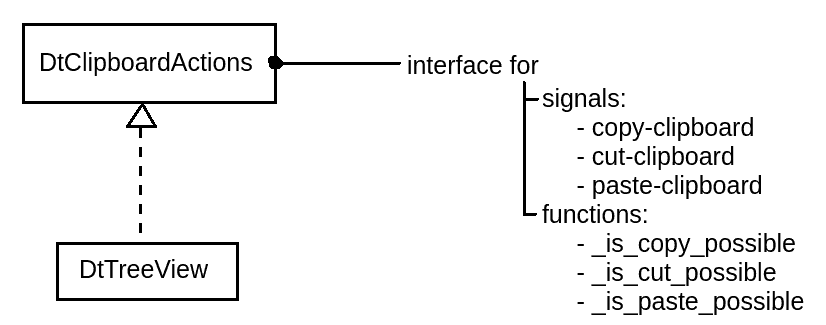 DtClipboardActions
interface for
signals:
- copy-clipboard
- cut-clipboard
- paste-clipboard
functions:
- _is_copy_possible
- _is_cut_possible
- _is_paste_possible
DtTreeView